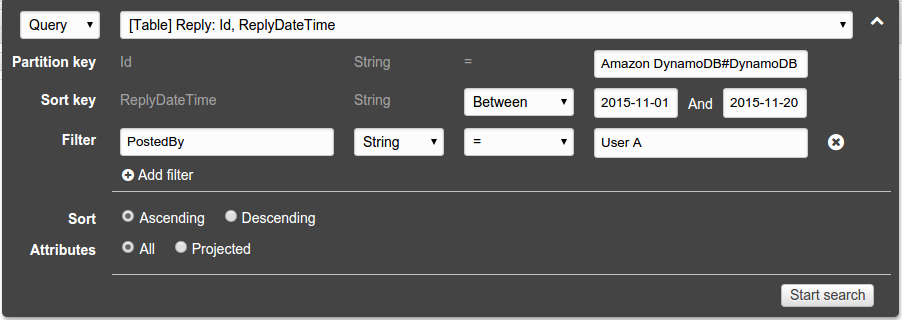 Query [Table] Reply: Id, ReplyDateTime
Partition key Id String = Amazon DynamoDB#DynamoDB
Sort key ReplyDateTime String Between 2015-11-01 And 2015-11-20
Filter PostedBy String = User A
Add filter
Sort Ascending Descending
Attributes All Projected
Start search